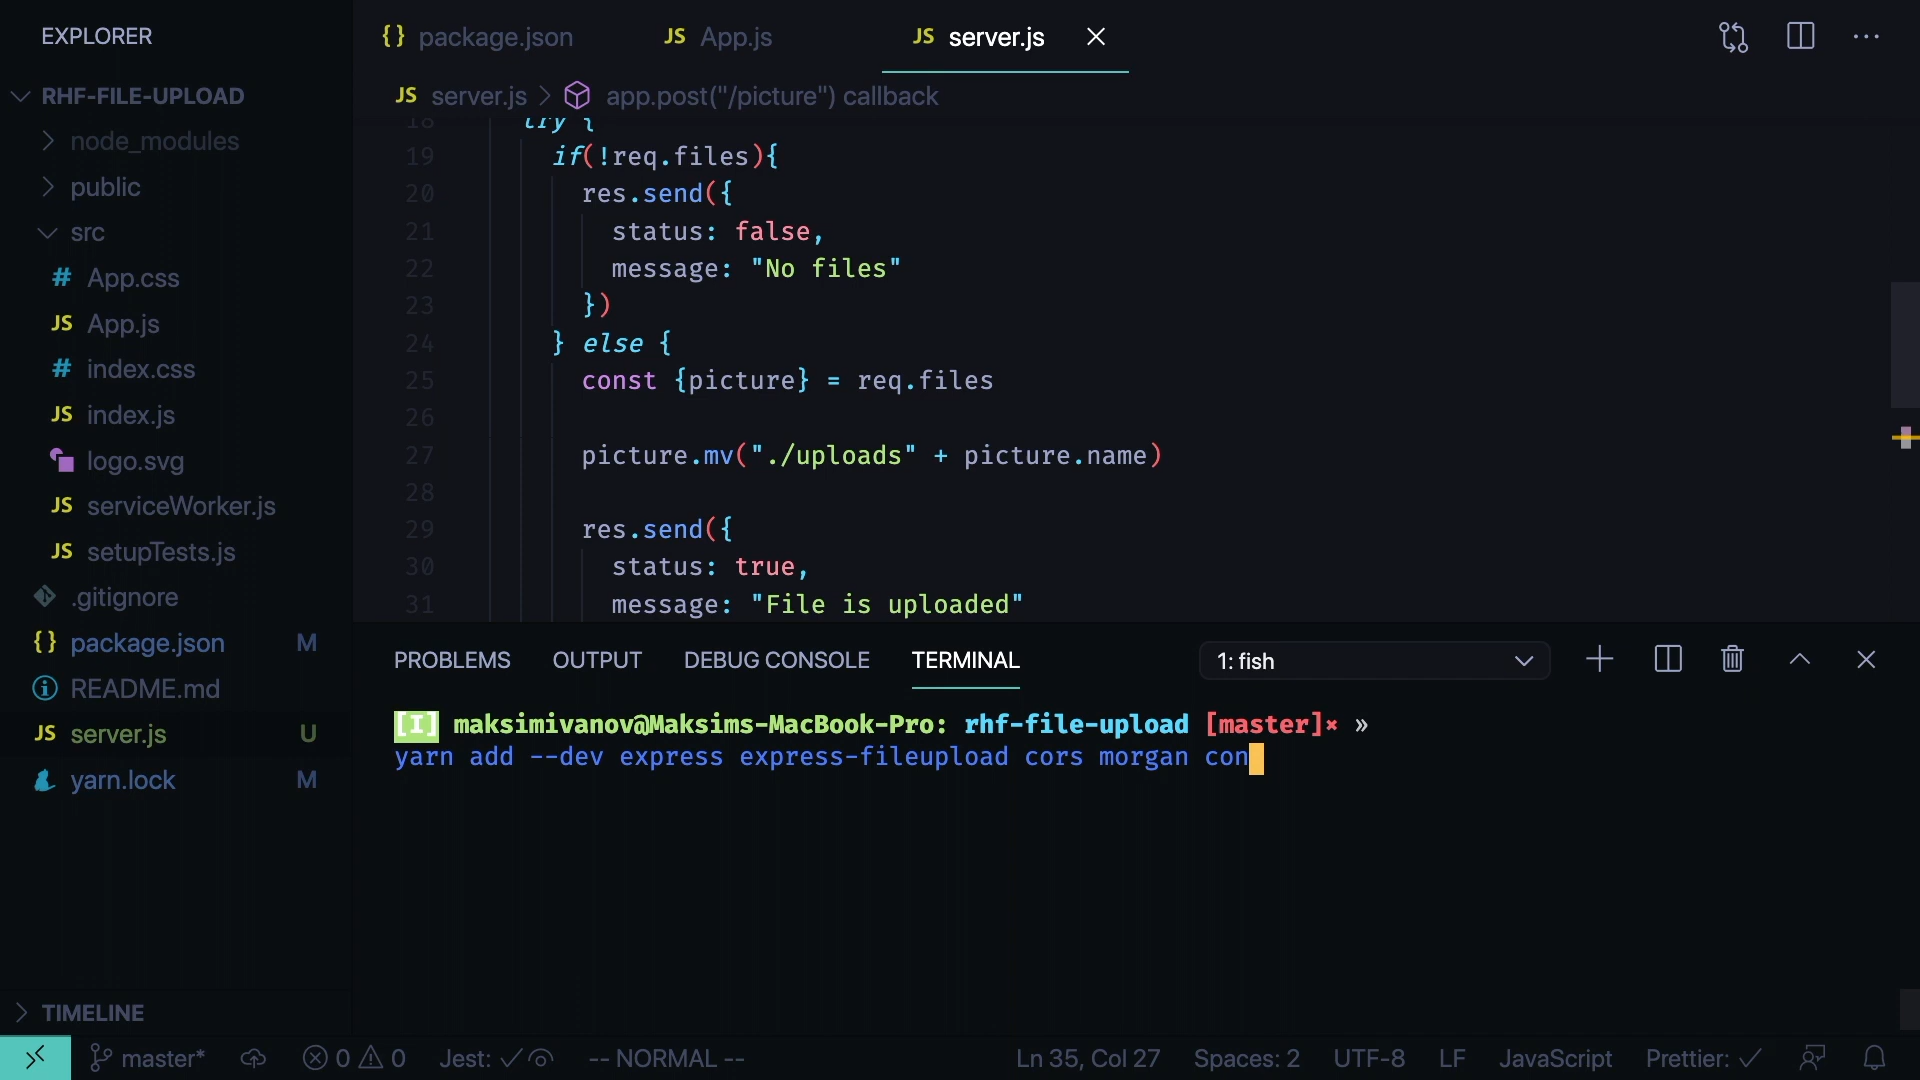 EXPLORER
RHF-FILE-UPLOAD
node_modules
public
src
# App.css
JS App.js
# index.css
JS index.js
logo.svg
JS serviceWorker.js
JS setupTests.js
.gitignore
{} package.json M
README.md
JS server.js U
yarn.lock M
TIMELINE
{} package.json
JS App.js
JS server.js
JS server.js > app.post("/picture") callback
18 try {
19 if(!req.files){
20 res.send({
21 status: false,
22 message: "No files"
23 })
24 } else {
25 const {picture} = req.files
26
27 picture.mv("./uploads" + picture.name)
28
29 res.send({
30 status: true,
31 message: "File is uploaded"
PROBLEMS OUTPUT DEBUG CONSOLE TERMINAL 1: fish
[I] maksimivanov@Maksims-MacBook-Pro: rhf-file-upload [master]× »
yarn add --dev express express-fileupload cors morgan con
master* 0 0 Jest: -- NORMAL -- Ln 35, Col 27 Spaces: 2 UTF-8 LF JavaScript Prettier: